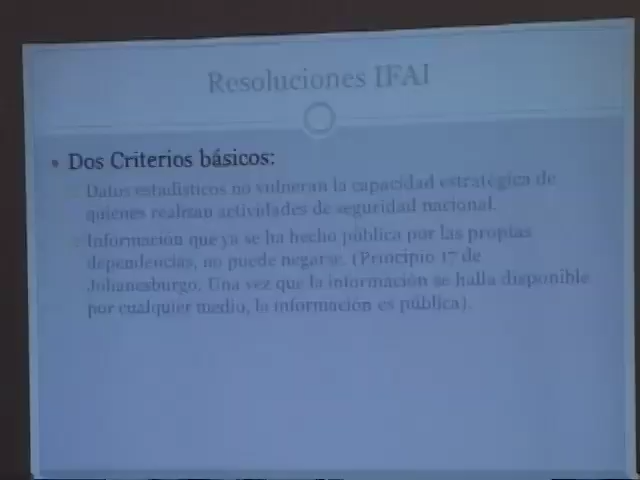 Resoluciones IFAI
• Dos Criterios básicos:
Datos estadísticos no vulneran la capacidad estratégica de
quienes realizan actividades de seguridad nacional.
Información que ya se ha hecho pública por las propias
dependencias, no puede negarse. (Principio 17 de
Johanesburgo. Una vez que la información se halla disponible
por cualquier medio, la información es pública).